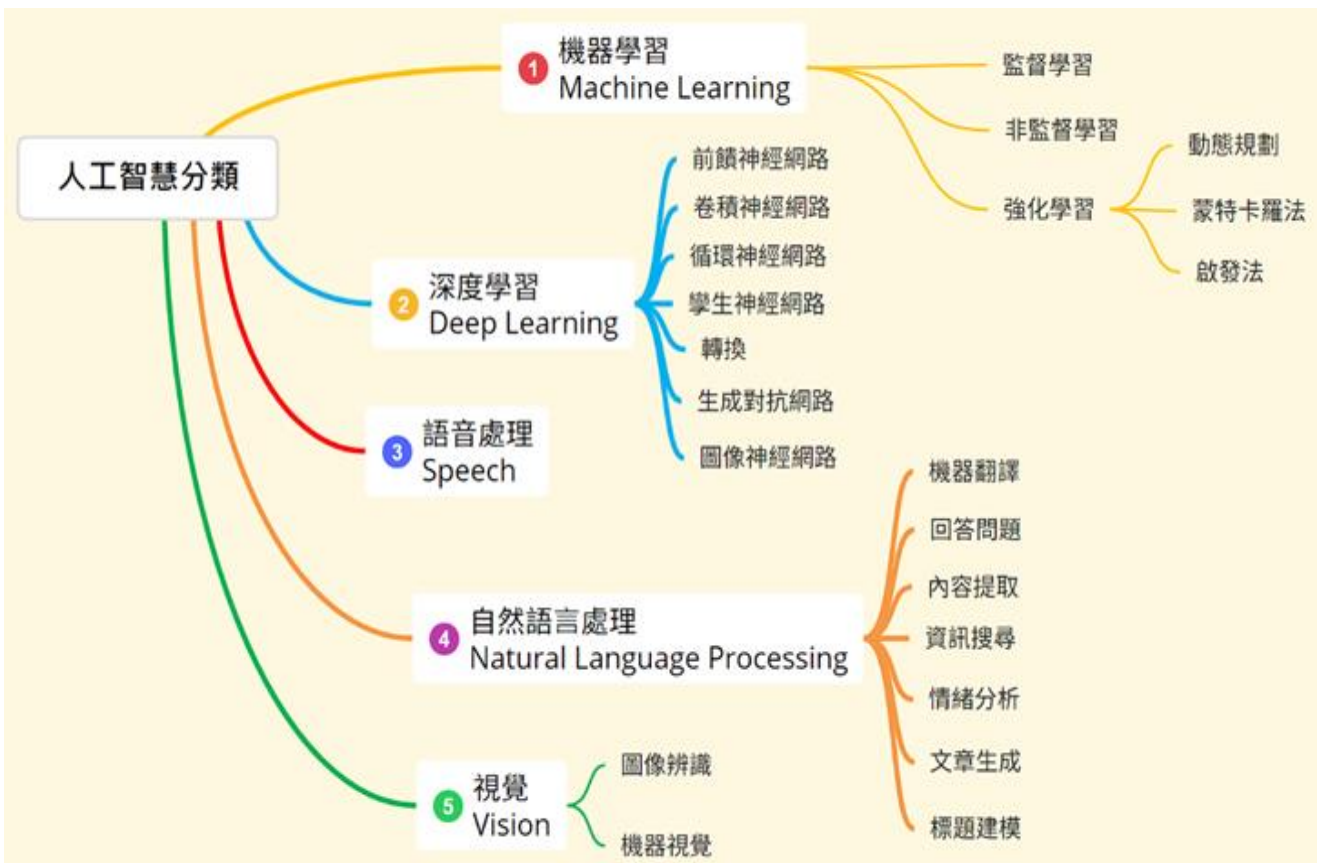 人工智慧分類
1
機器學習
Machine Learning
監督學習
非監督學習
強化學習
動態規劃
蒙特卡羅法
啟發法
2
深度學習
Deep Learning
前饋神經網路
卷積神經網路
循環神經網路
孿生神經網路
轉換
生成對抗網路
圖像神經網路
3
語音處理
Speech
4
自然語言處理
Natural Language Processing
機器翻譯
回答問題
內容提取
資訊搜尋
情緒分析
文章生成
標題建模
5
視覺
Vision
圖像辨識
機器視覺